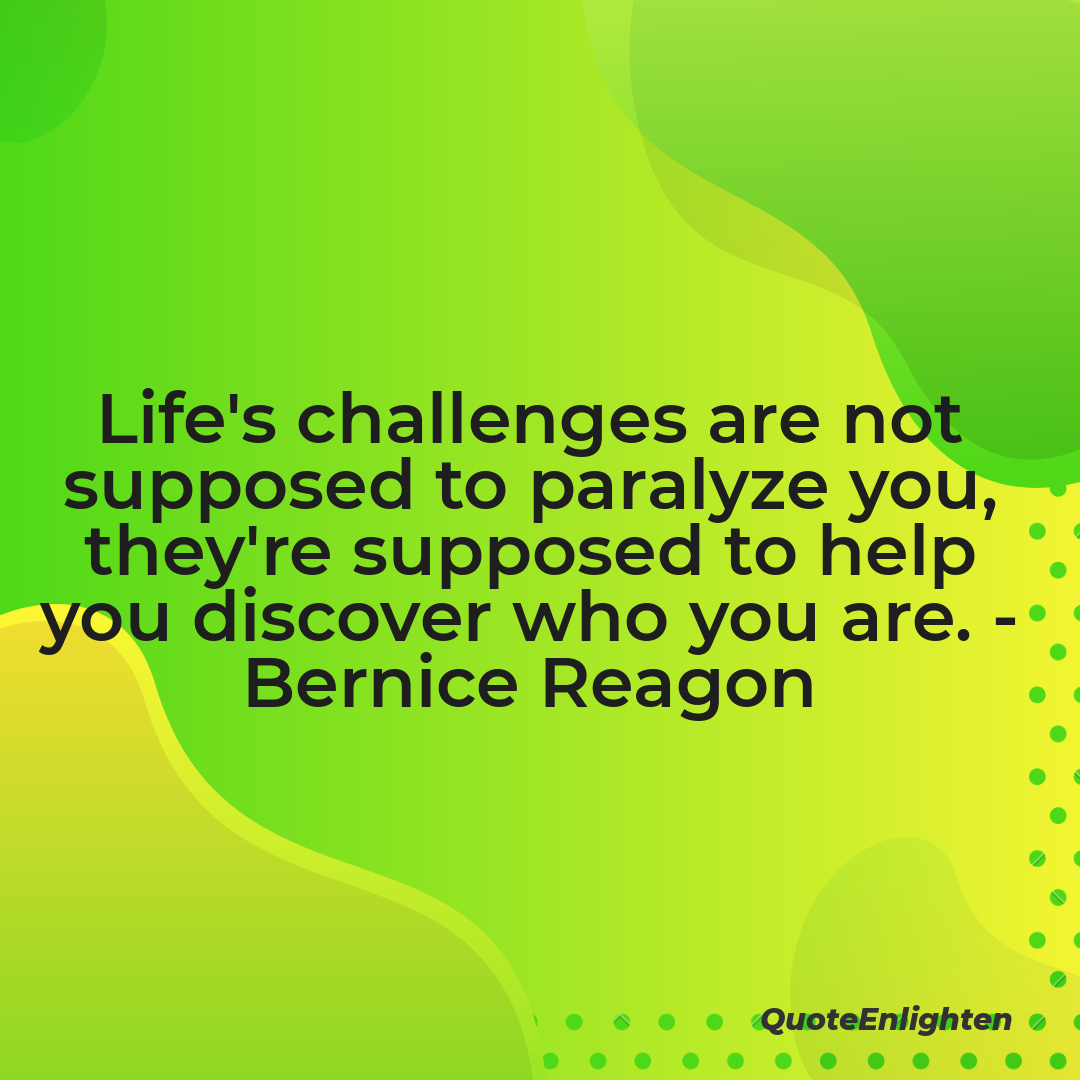 Life's challenges are not
supposed to paralyze you,
they're supposed to help
you discover who you are. -
Bernice Reagon
QuoteEnlighten